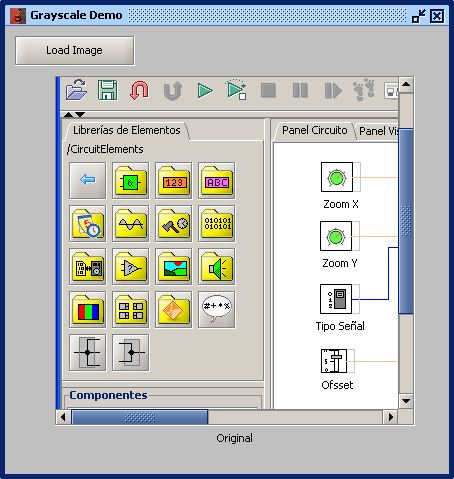 Grayscale Demo
Load Image
Librerías de Elementos
Panel Circuito
Panel Vis
/CircuitElements
&
123
ABC
010101
010101
#+*%
Zoom X
Zoom Y
Tipo Señal
Ofsset
Componentes
Original